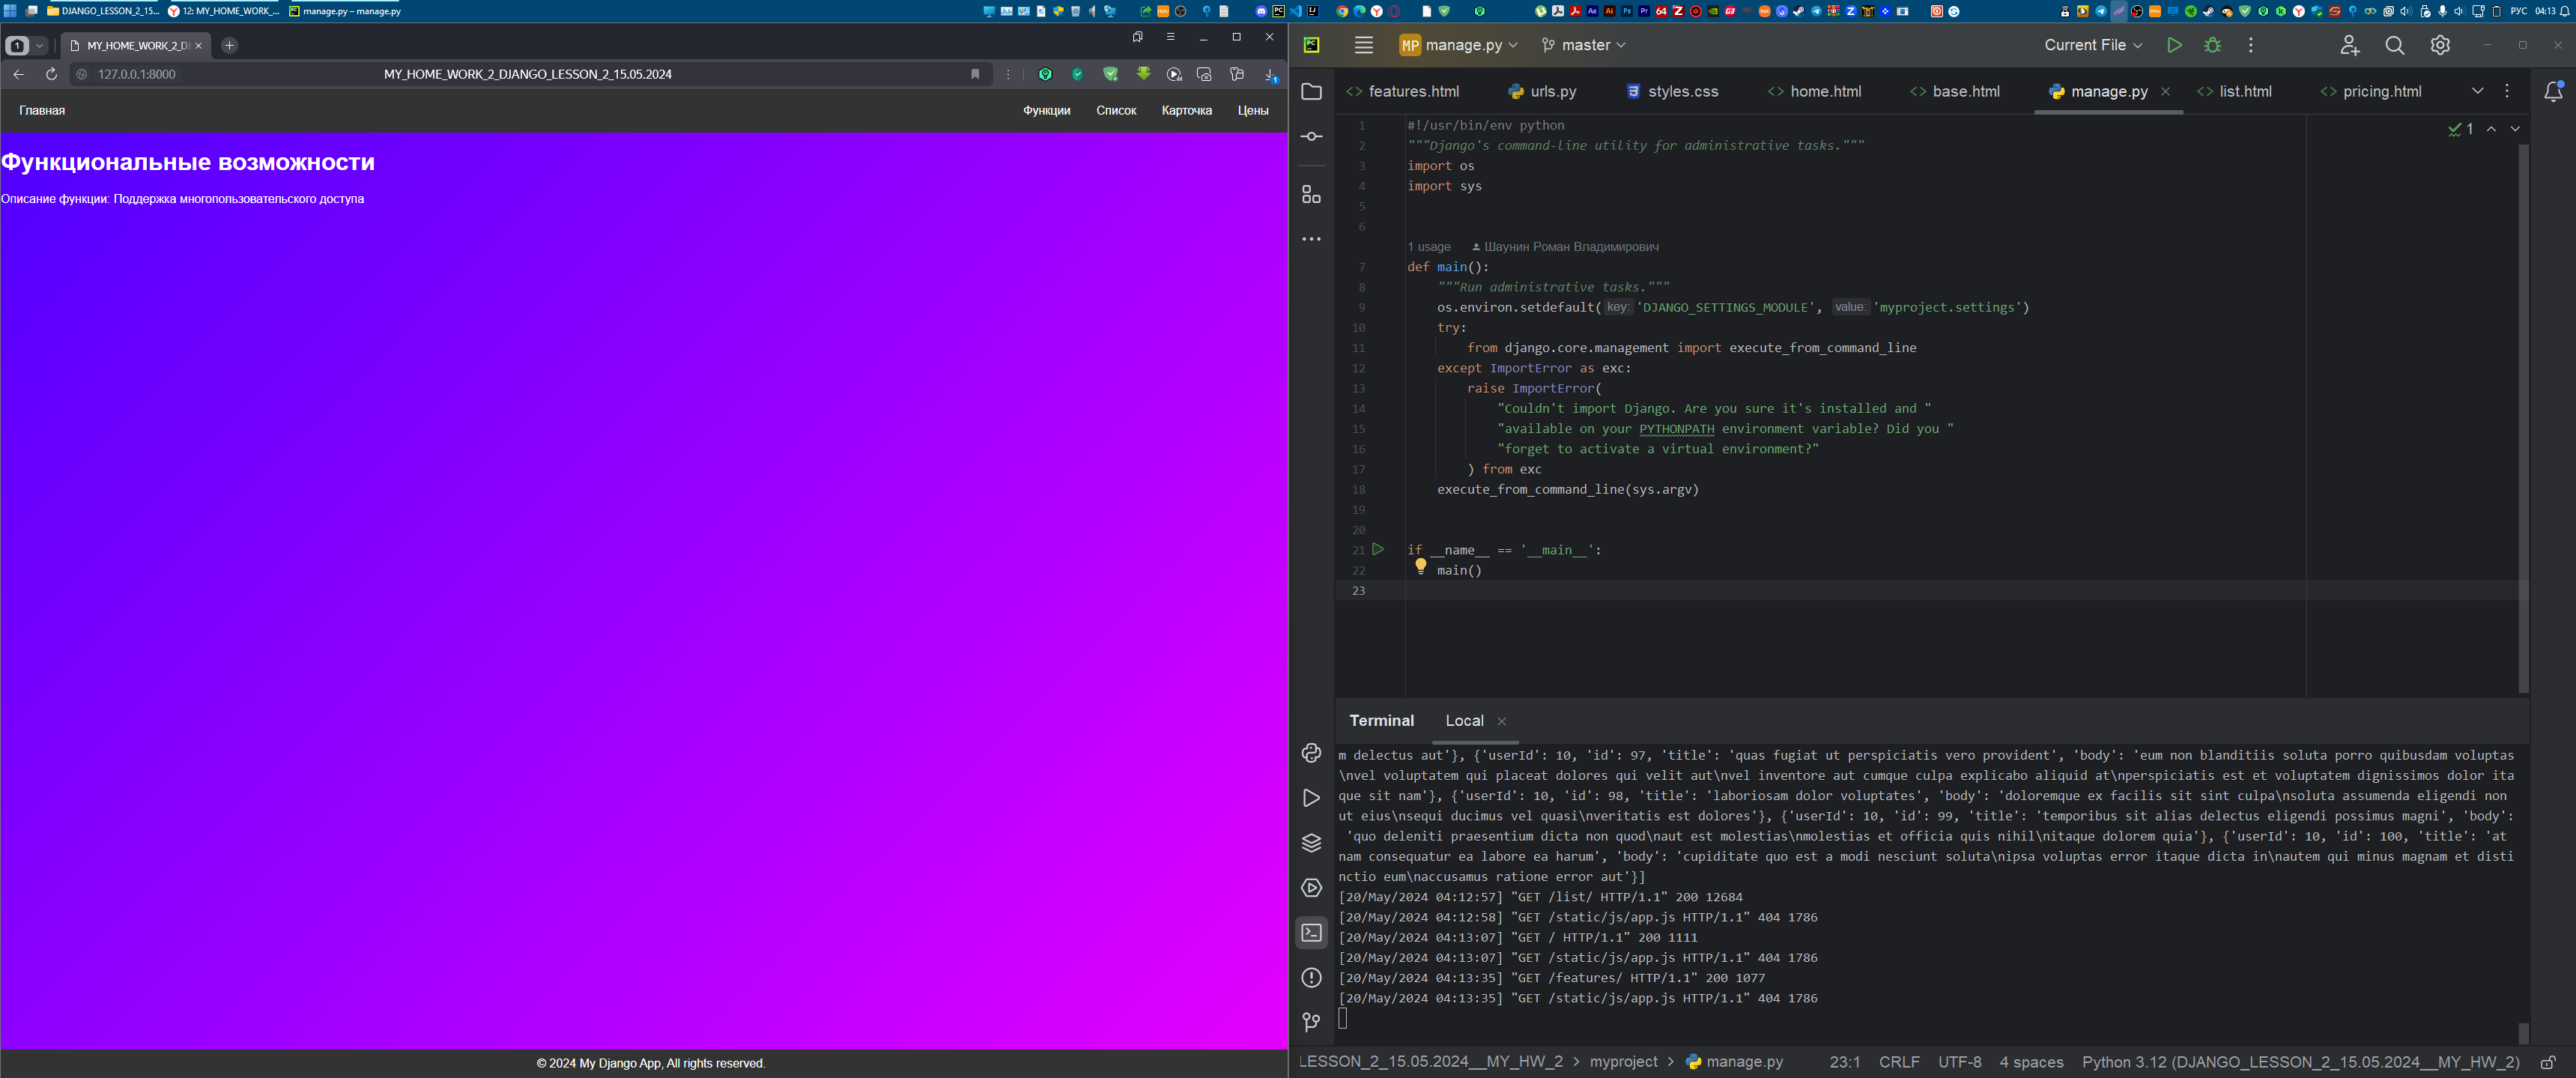 DJANGO_LESSON_2_15...
12: MY_HOME_WORK_...
manage.py – manage.py
РУС
04:13
1
MY_HOME_WORK_2_D
127.0.0.1:8000
MY_HOME_WORK_2_DJANGO_LESSON_2_15.05.2024
Главная
Функции
Список
Карточка
Цены
Функциональные возможности
Описание функции: Поддержка многопользовательского доступа
© 2024 My Django App, All rights reserved.
MP manage.py
master
Current File
features.html
urls.py
styles.css
home.html
base.html
manage.py
list.html
pricing.html
1
1 #!/usr/bin/env python
2 """Django's command-line utility for administrative tasks."""
3 import os
4 import sys
5
6
1 usage Шаунин Роман Владимирович
7 def main():
8 """Run administrative tasks."""
9 os.environ.setdefault( key: 'DJANGO_SETTINGS_MODULE', value: 'myproject.settings')
10 try:
11 from django.core.management import execute_from_command_line
12 except ImportError as exc:
13 raise ImportError(
14 "Couldn't import Django. Are you sure it's installed and "
15 "available on your PYTHONPATH environment variable? Did you "
16 "forget to activate a virtual environment?"
17 ) from exc
18 execute_from_command_line(sys.argv)
19
20
21 if __name__ == '__main__':
22 main()
23
Terminal
Local
m delectus aut'}, {'userId': 10, 'id': 97, 'title': 'quas fugiat ut perspiciatis vero provident', 'body': 'eum non blanditiis soluta porro quibusdam voluptas
\nvel voluptatem qui placeat dolores qui velit aut\nvel inventore aut cumque culpa explicabo aliquid at\nperspiciatis est et voluptatem dignissimos dolor ita
que sit nam'}, {'userId': 10, 'id': 98, 'title': 'laboriosam dolor voluptates', 'body': 'doloremque ex facilis sit sint culpa\nsoluta assumenda eligendi non
ut eius\nsequi ducimus vel quasi\nveritatis est dolores'}, {'userId': 10, 'id': 99, 'title': 'temporibus sit alias delectus eligendi possimus magni', 'body':
'quo deleniti praesentium dicta non quod\naut est molestias\nmolestias et officia quis nihil\nitaque dolorem quia'}, {'userId': 10, 'id': 100, 'title': 'at
nam consequatur ea labore ea harum', 'body': 'cupiditate quo est a modi nesciunt soluta\nipsa voluptas error itaque dicta in\nautem qui minus magnam et disti
nctio eum\naccusamus ratione error aut'}]
[20/May/2024 04:12:57] "GET /list/ HTTP/1.1" 200 12684
[20/May/2024 04:12:58] "GET /static/js/app.js HTTP/1.1" 404 1786
[20/May/2024 04:13:07] "GET / HTTP/1.1" 200 1111
[20/May/2024 04:13:07] "GET /static/js/app.js HTTP/1.1" 404 1786
[20/May/2024 04:13:35] "GET /features/ HTTP/1.1" 200 1077
[20/May/2024 04:13:35] "GET /static/js/app.js HTTP/1.1" 404 1786
LESSON_2_15.05.2024__MY_HW_2 > myproject > manage.py
23:1
CRLF
UTF-8
4 spaces
Python 3.12 (DJANGO_LESSON_2_15.05.2024__MY_HW_2)